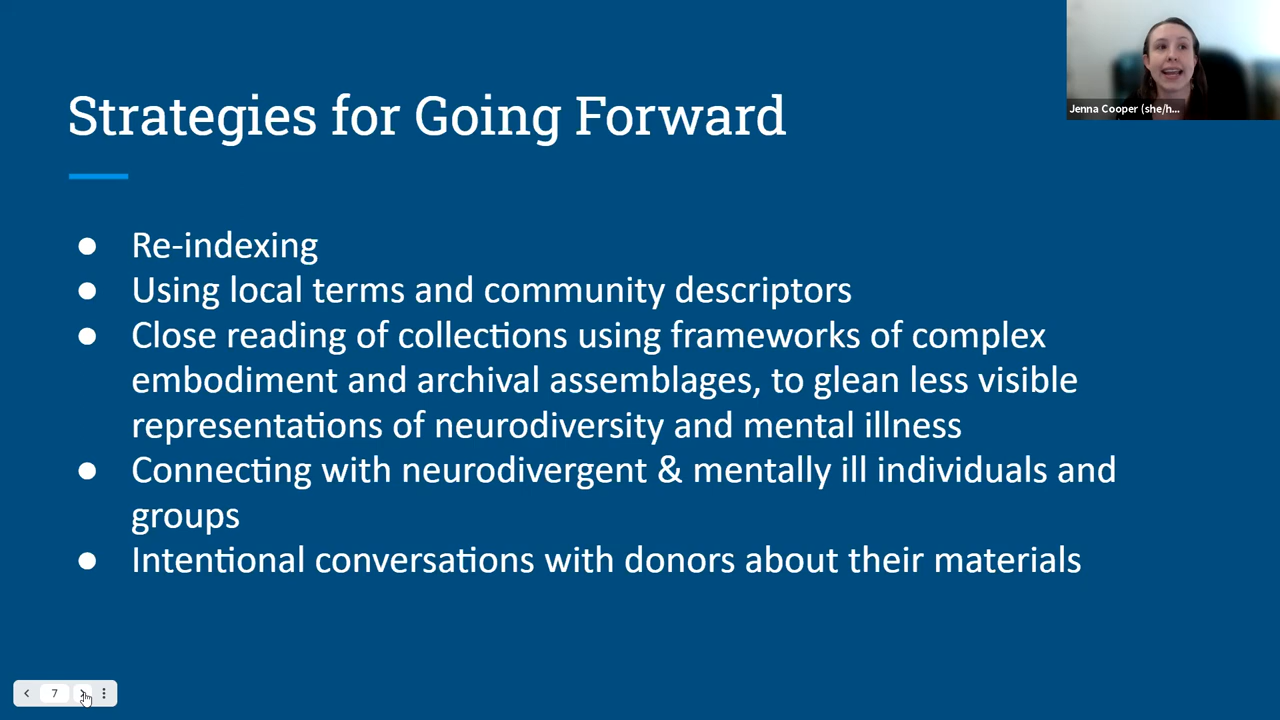 Strategies for Going Forward
Jenna Cooper (she/h...
● Re-indexing
● Using local terms and community descriptors
● Close reading of collections using frameworks of complex
embodiment and archival assemblages, to glean less visible
representations of neurodiversity and mental illness
● Connecting with neurodivergent & mentally ill individuals and
groups
● Intentional conversations with donors about their materials
7